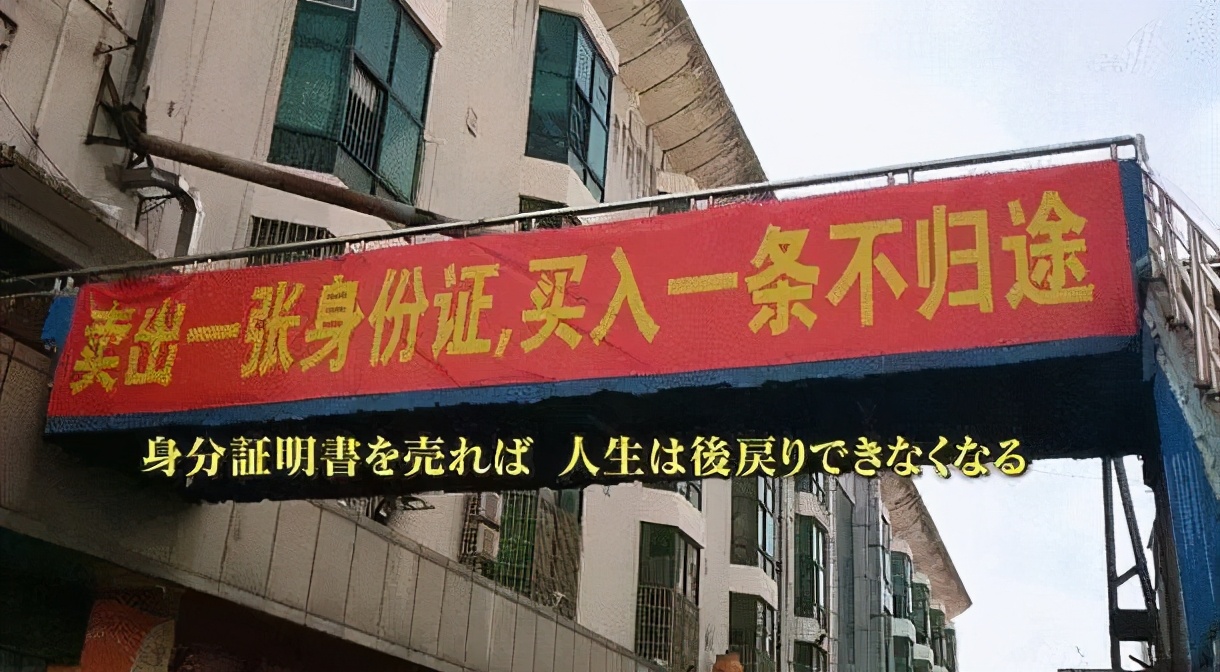 卖出一张身份证,买入一条不归途
身分証明書を売れば 人生は後戻りできなくなる